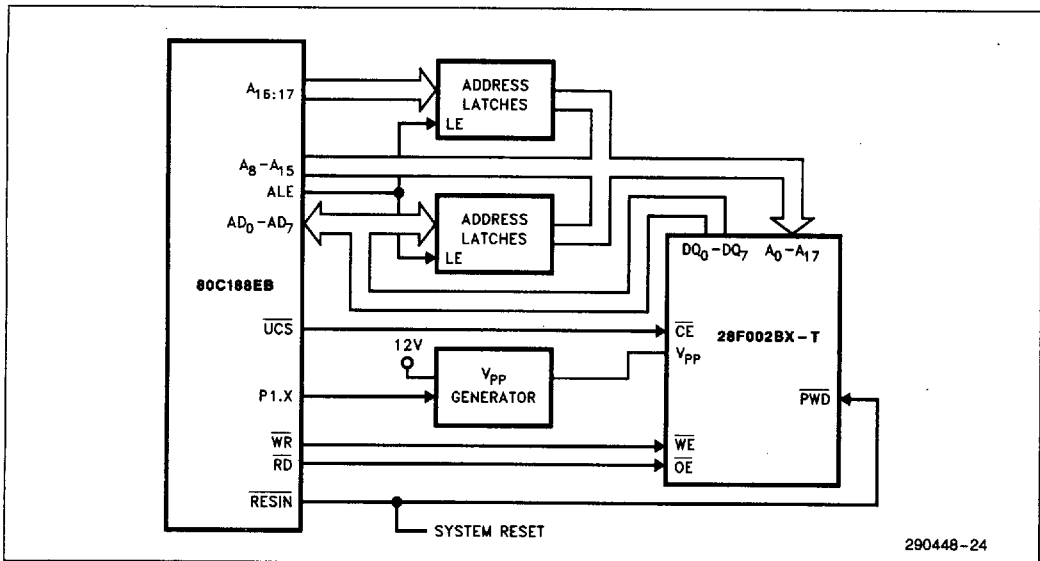 A16:17
ADDRESS
LATCHES
LE
A8–A15
ALE
AD0–AD7
ADDRESS
LATCHES
LE
DQ0–DQ7 A0–A17
80C188EB
UCS
CE
28F002BX-T
12V
VPP
GENERATOR
VPP
P1.X
PWD
WR
WE
RD
OE
RESIN
SYSTEM RESET
290448-24